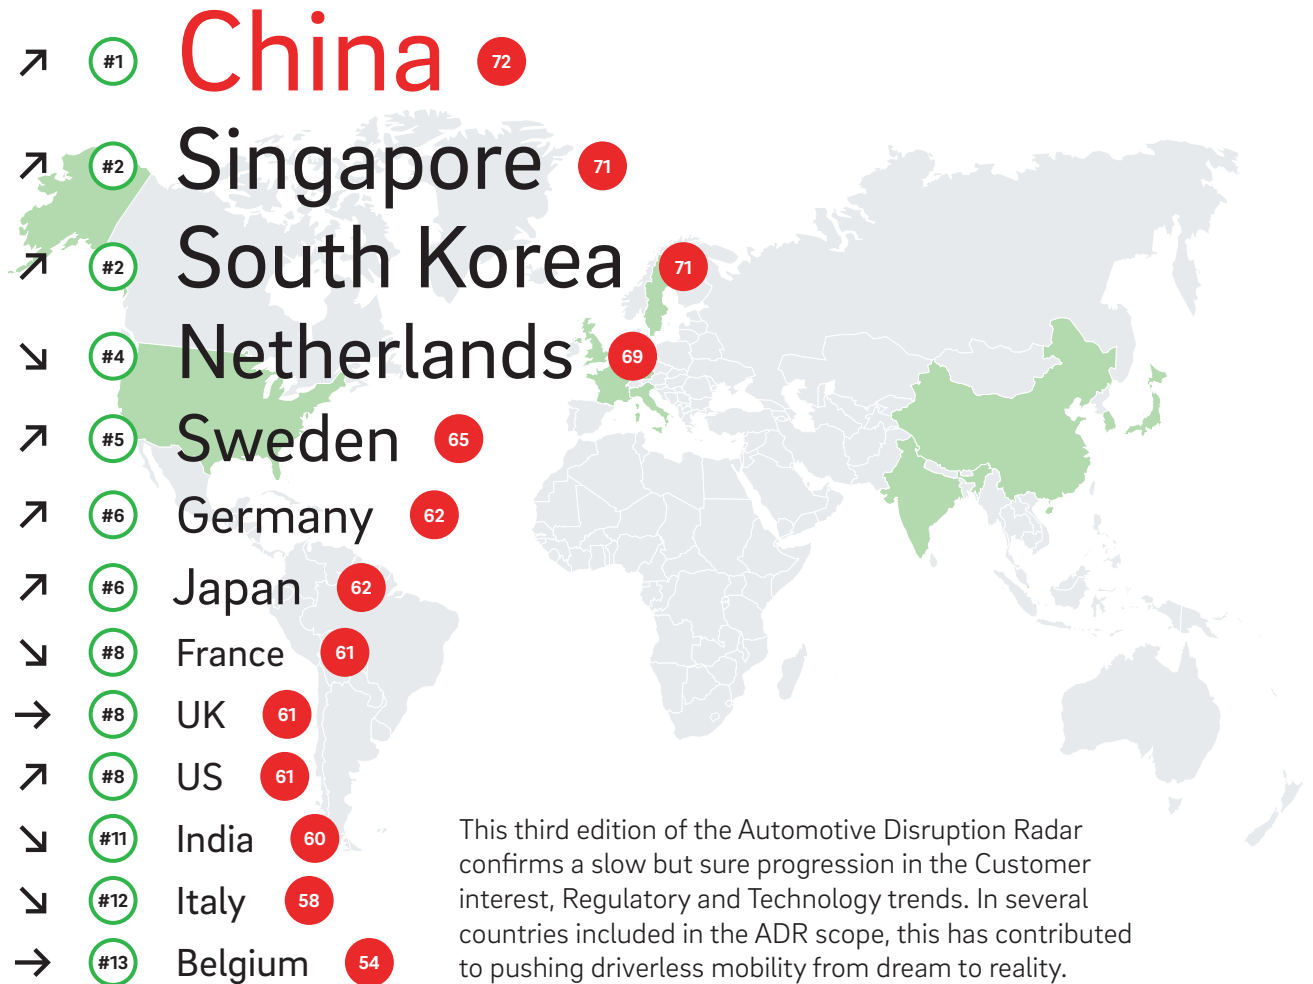 #1 China 72
#2 Singapore 71
#2 South Korea 71
#4 Netherlands 69
#5 Sweden 65
#6 Germany 62
#6 Japan 62
#8 France 61
#8 UK 61
#8 US 61
#11 India 60
#12 Italy 58
#13 Belgium 54
This third edition of the Automotive Disruption Radar
confirms a slow but sure progression in the Customer
interest, Regulatory and Technology trends. In several
countries included in the ADR scope, this has contributed
to pushing driverless mobility from dream to reality.